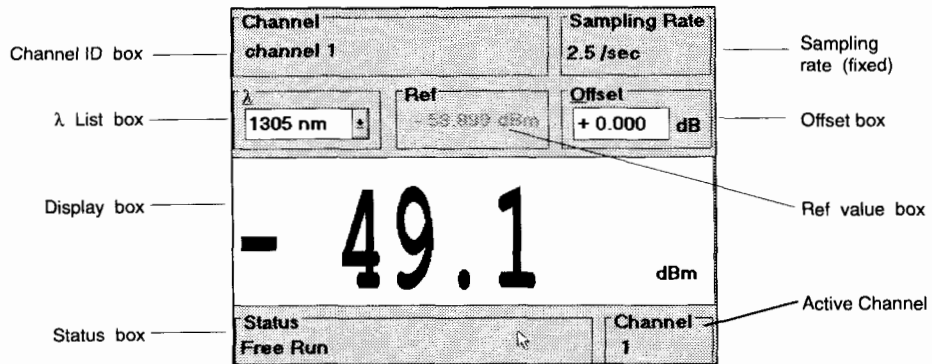 Channel
channel 1
Sampling Rate
2.5 /sec
Channel ID box
Sampling
rate (fixed)
λ
1305 nm
Ref
- 53.899 dBm
Offset
+ 0.000 dB
λ List box
Offset box
- 49.1
dBm
Display box
Ref value box
Active Channel
Status
Free Run
Channel
1
Status box